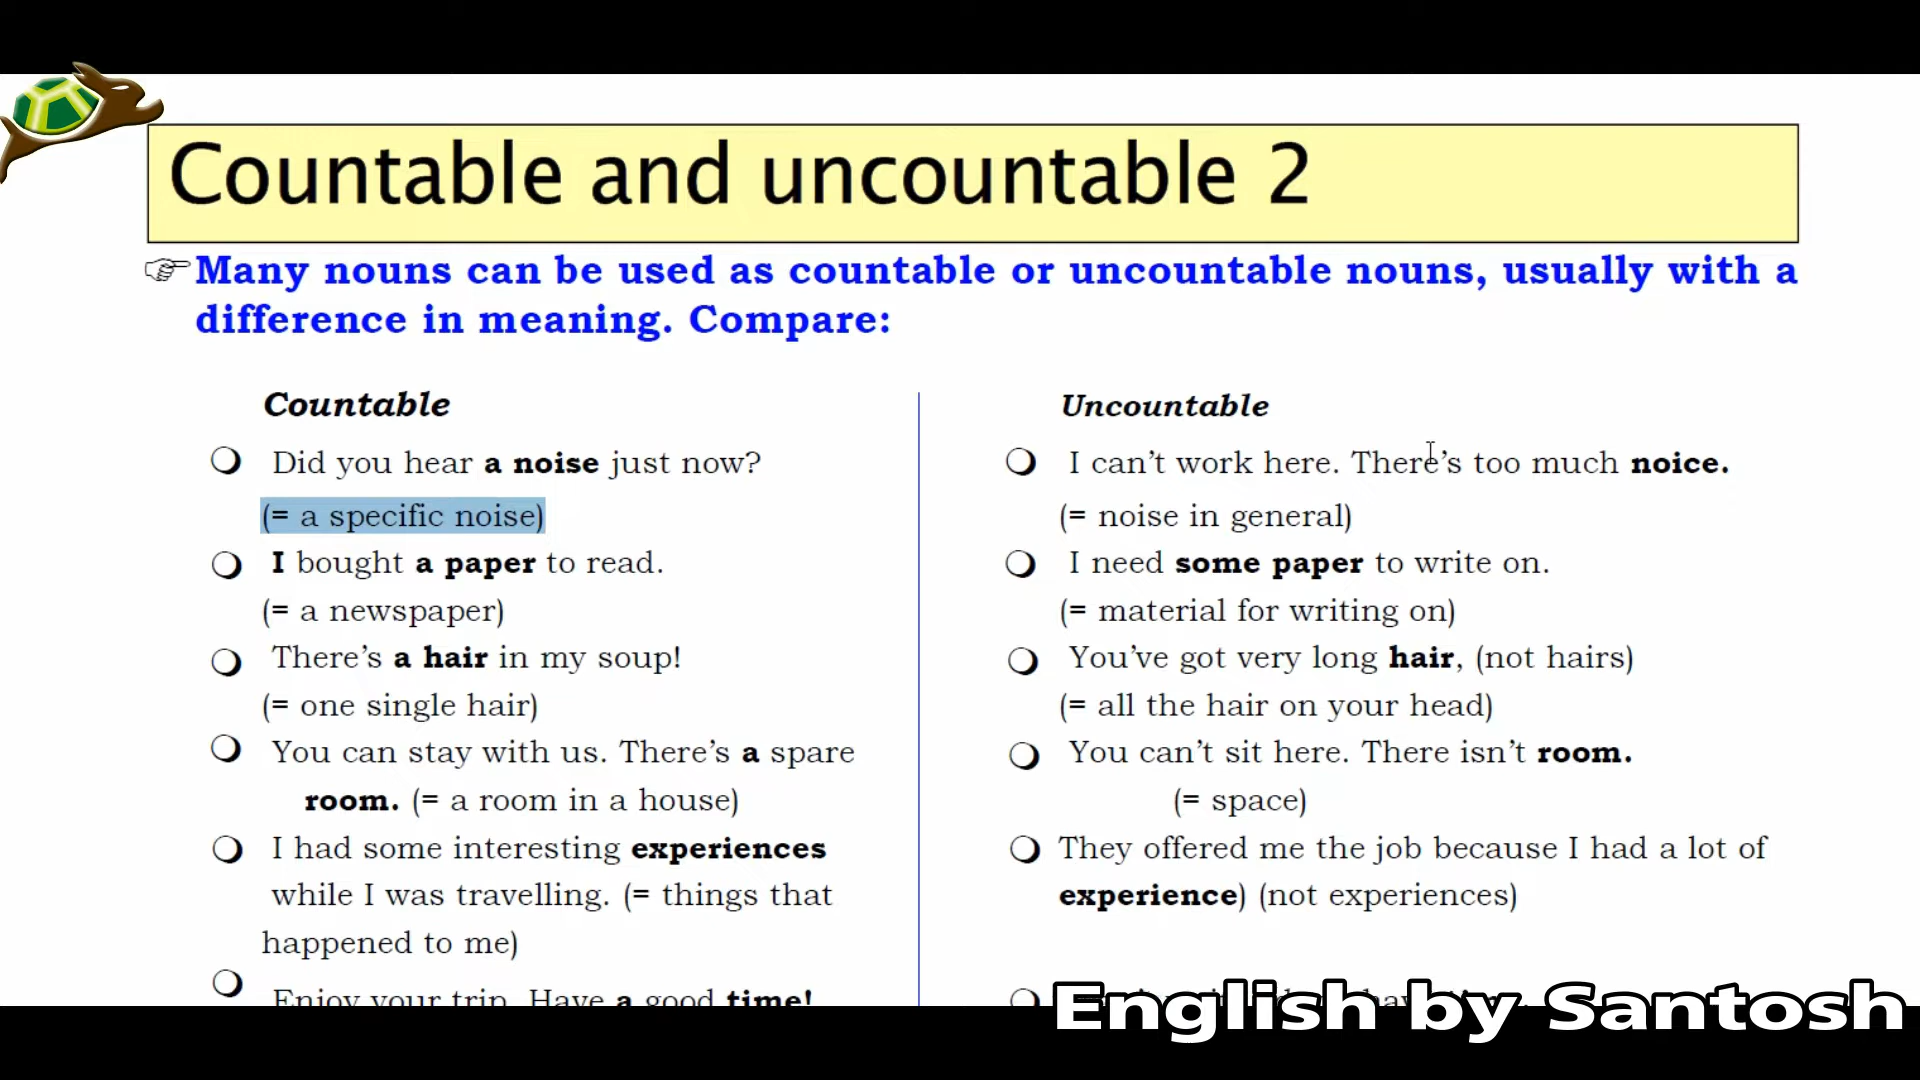 Countable and uncountable 2
Many nouns can be used as countable or uncountable nouns, usually with a
difference in meaning. Compare:
Countable
Did you hear a noise just now?
(= a specific noise)
I bought a paper to read.
(= a newspaper)
There's a hair in my soup!
(= one single hair)
You can stay with us. There's a spare
room. (= a room in a house)
I had some interesting experiences
while I was travelling. (= things that
happened to me)
Enjoy your trip. Have a good time!
Uncountable
I can't work here. There's too much noice.
(= noise in general)
I need some paper to write on.
(= material for writing on)
You've got very long hair, (not hairs)
(= all the hair on your head)
You can't sit here. There isn't room.
(= space)
They offered me the job because I had a lot of
experience) (not experiences)
English by Santosh